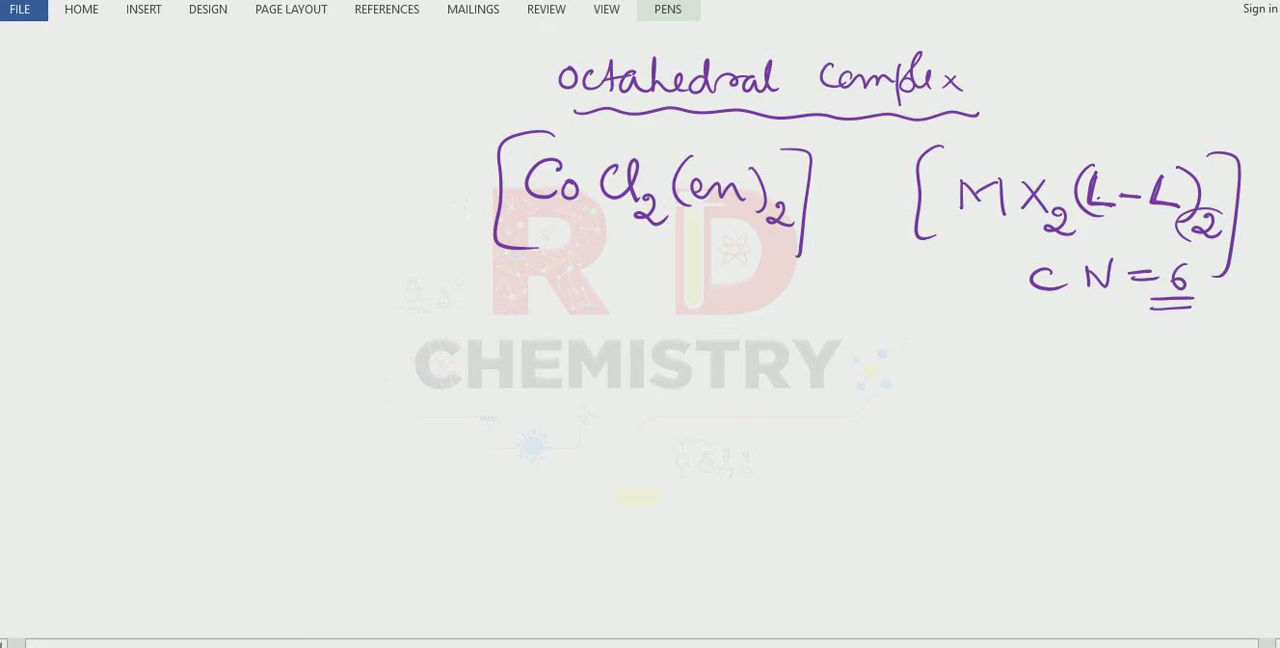 FILE HOME INSERT DESIGN PAGE LAYOUT REFERENCES MAILINGS REVIEW VIEW PENS Sign in
octahedral complex
[CoCl₂(en)₂] [MX₂(L-L)₂]
CN = 6
RD
CHEMISTRY